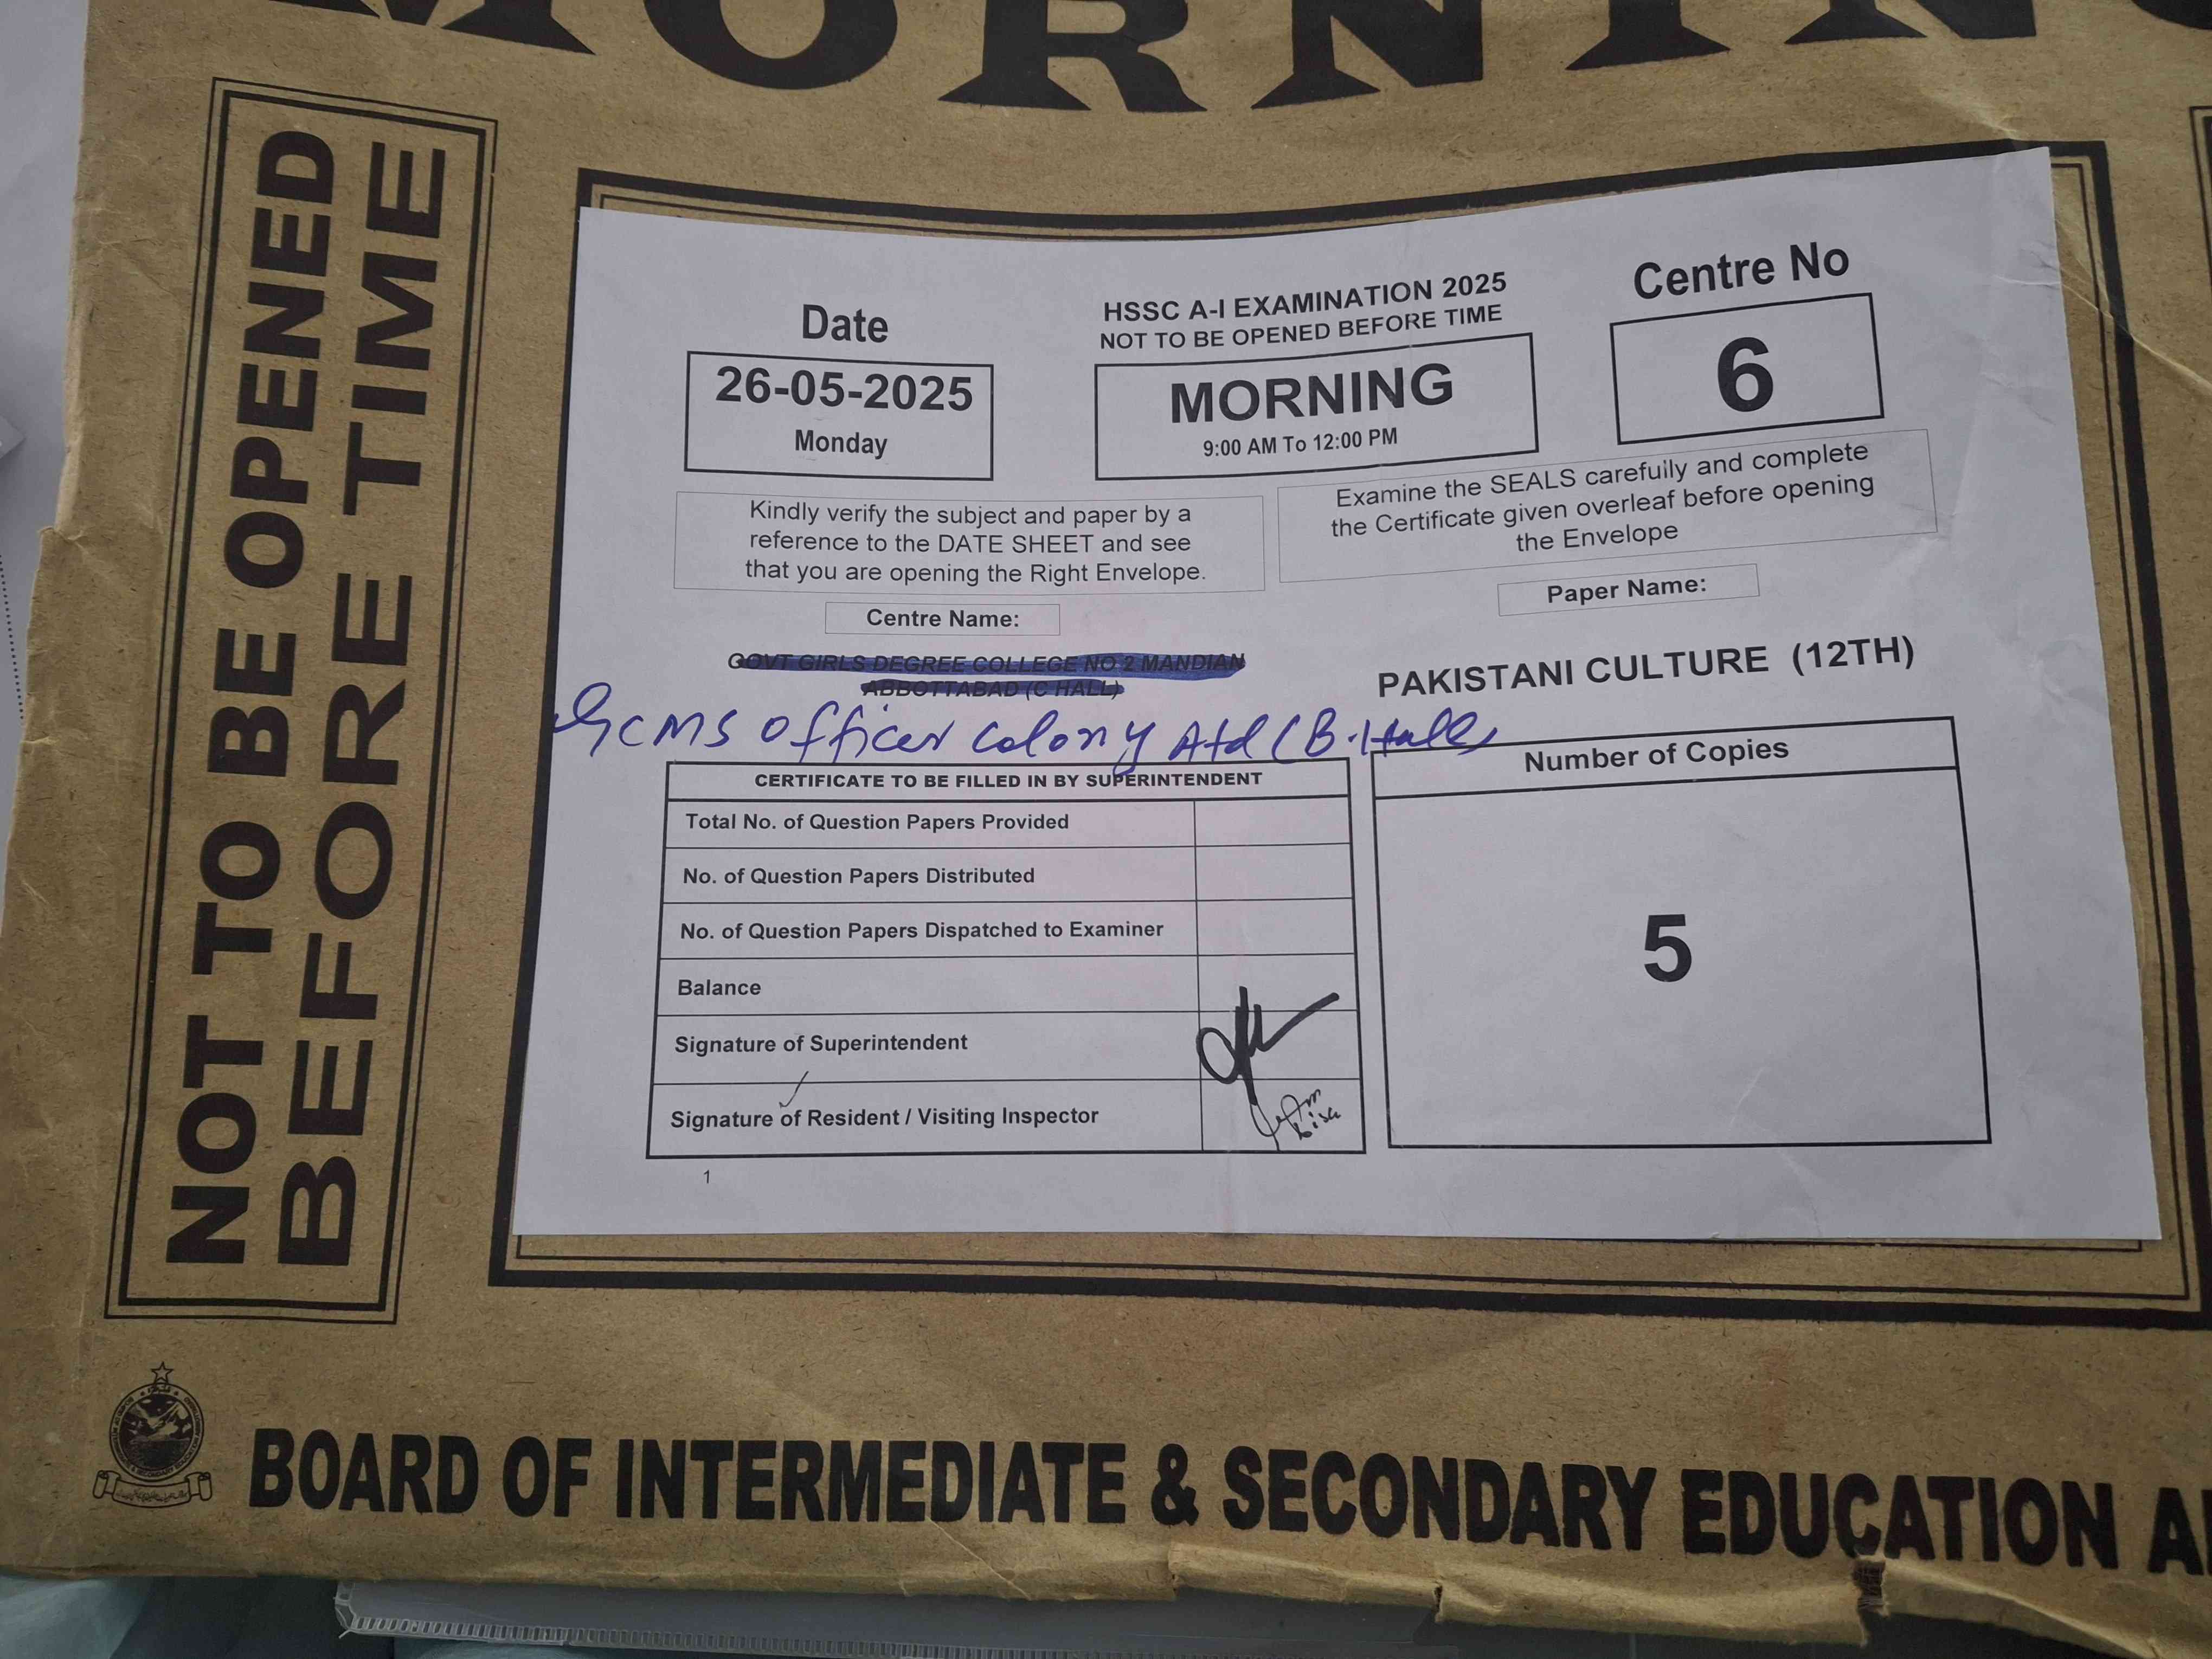 MORNING
NOT TO BE OPENED
BEFORE TIME
Date
26-05-2025
Monday
HSSC A-I EXAMINATION 2025
NOT TO BE OPENED BEFORE TIME
MORNING
9:00 AM To 12:00 PM
Centre No
6
Kindly verify the subject and paper by a
reference to the DATE SHEET and see
that you are opening the Right Envelope.
Examine the SEALS carefully and complete
the Certificate given overleaf before opening
the Envelope
Centre Name:
GOVT GIRLS DEGREE COLLEGE NO 2 MANDIAN
ABBOTTABAD (C HALL)
GCMS Officer Colony Atd (B.Hall)
Paper Name:
PAKISTANI CULTURE (12TH)
CERTIFICATE TO BE FILLED IN BY SUPERINTENDENT
Total No. of Question Papers Provided
No. of Question Papers Distributed
No. of Question Papers Dispatched to Examiner
Balance
Signature of Superintendent
Signature of Resident / Visiting Inspector
1
Number of Copies
5
BOARD OF INTERMEDIATE & SECONDARY EDUCATION